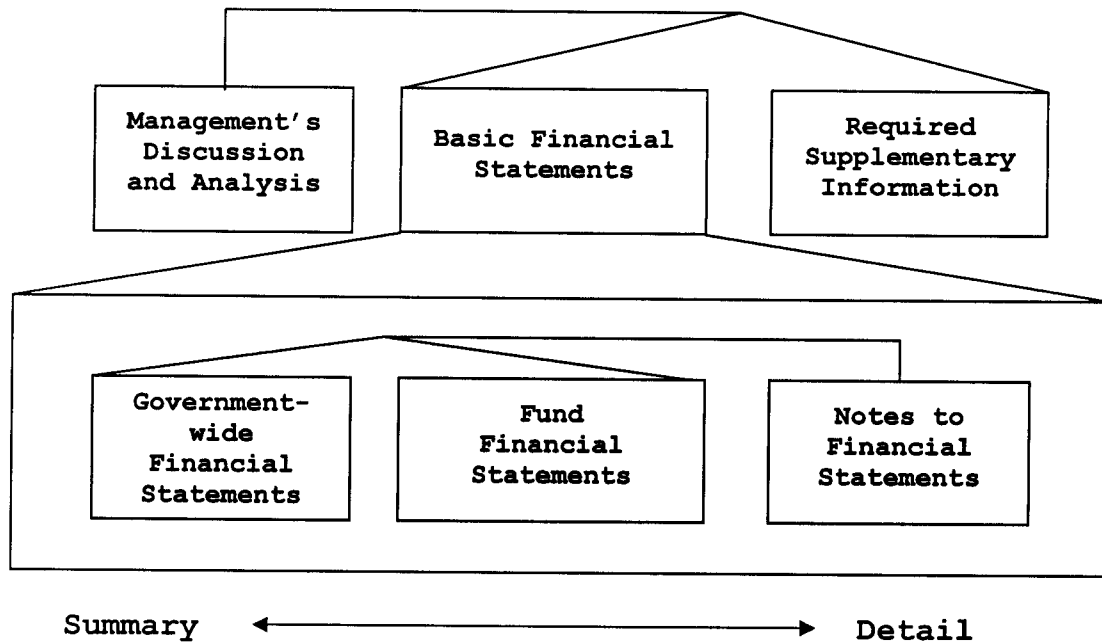 Management's
Discussion
and Analysis
Basic Financial
Statements
Required
Supplementary
Information
Government-
wide
Financial
Statements
Fund
Financial
Statements
Notes to
Financial
Statements
Summary
Detail